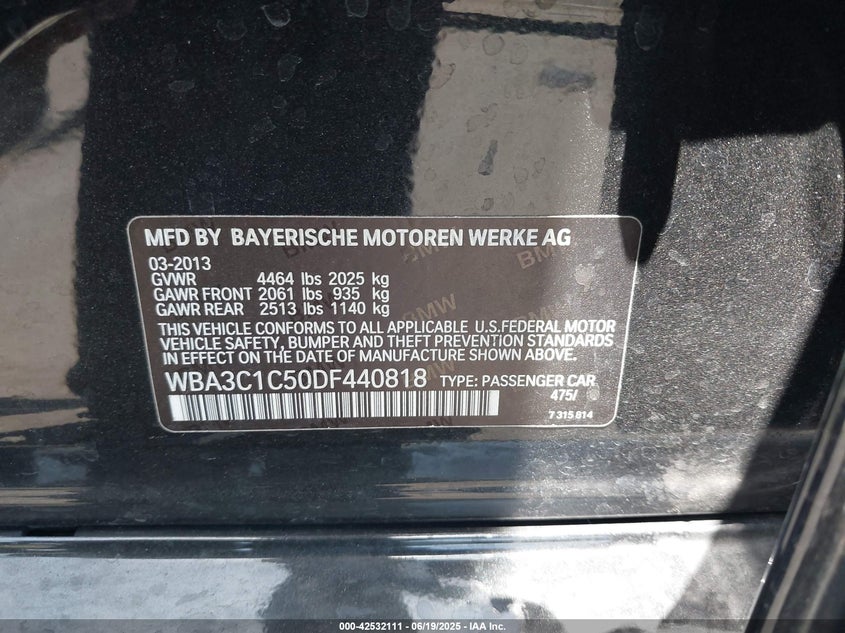 MFD BY BAYERISCHE MOTOREN WERKE AG
03-2013
GVWR 4464 lbs 2025 kg
GAWR FRONT 2061 lbs 935 kg
GAWR REAR 2513 lbs 1140 kg
THIS VEHICLE CONFORMS TO ALL APPLICABLE U.S.FEDERAL MOTOR
VEHICLE SAFETY, BUMPER AND THEFT PREVENTION STANDARDS
IN EFFECT ON THE DATE OF MANUFACTURE SHOWN ABOVE.
WBA3C1C50DF440818 TYPE: PASSENGER CAR
475/
7 315 814
000-42532111 - 06/19/2025 - IAA Inc.